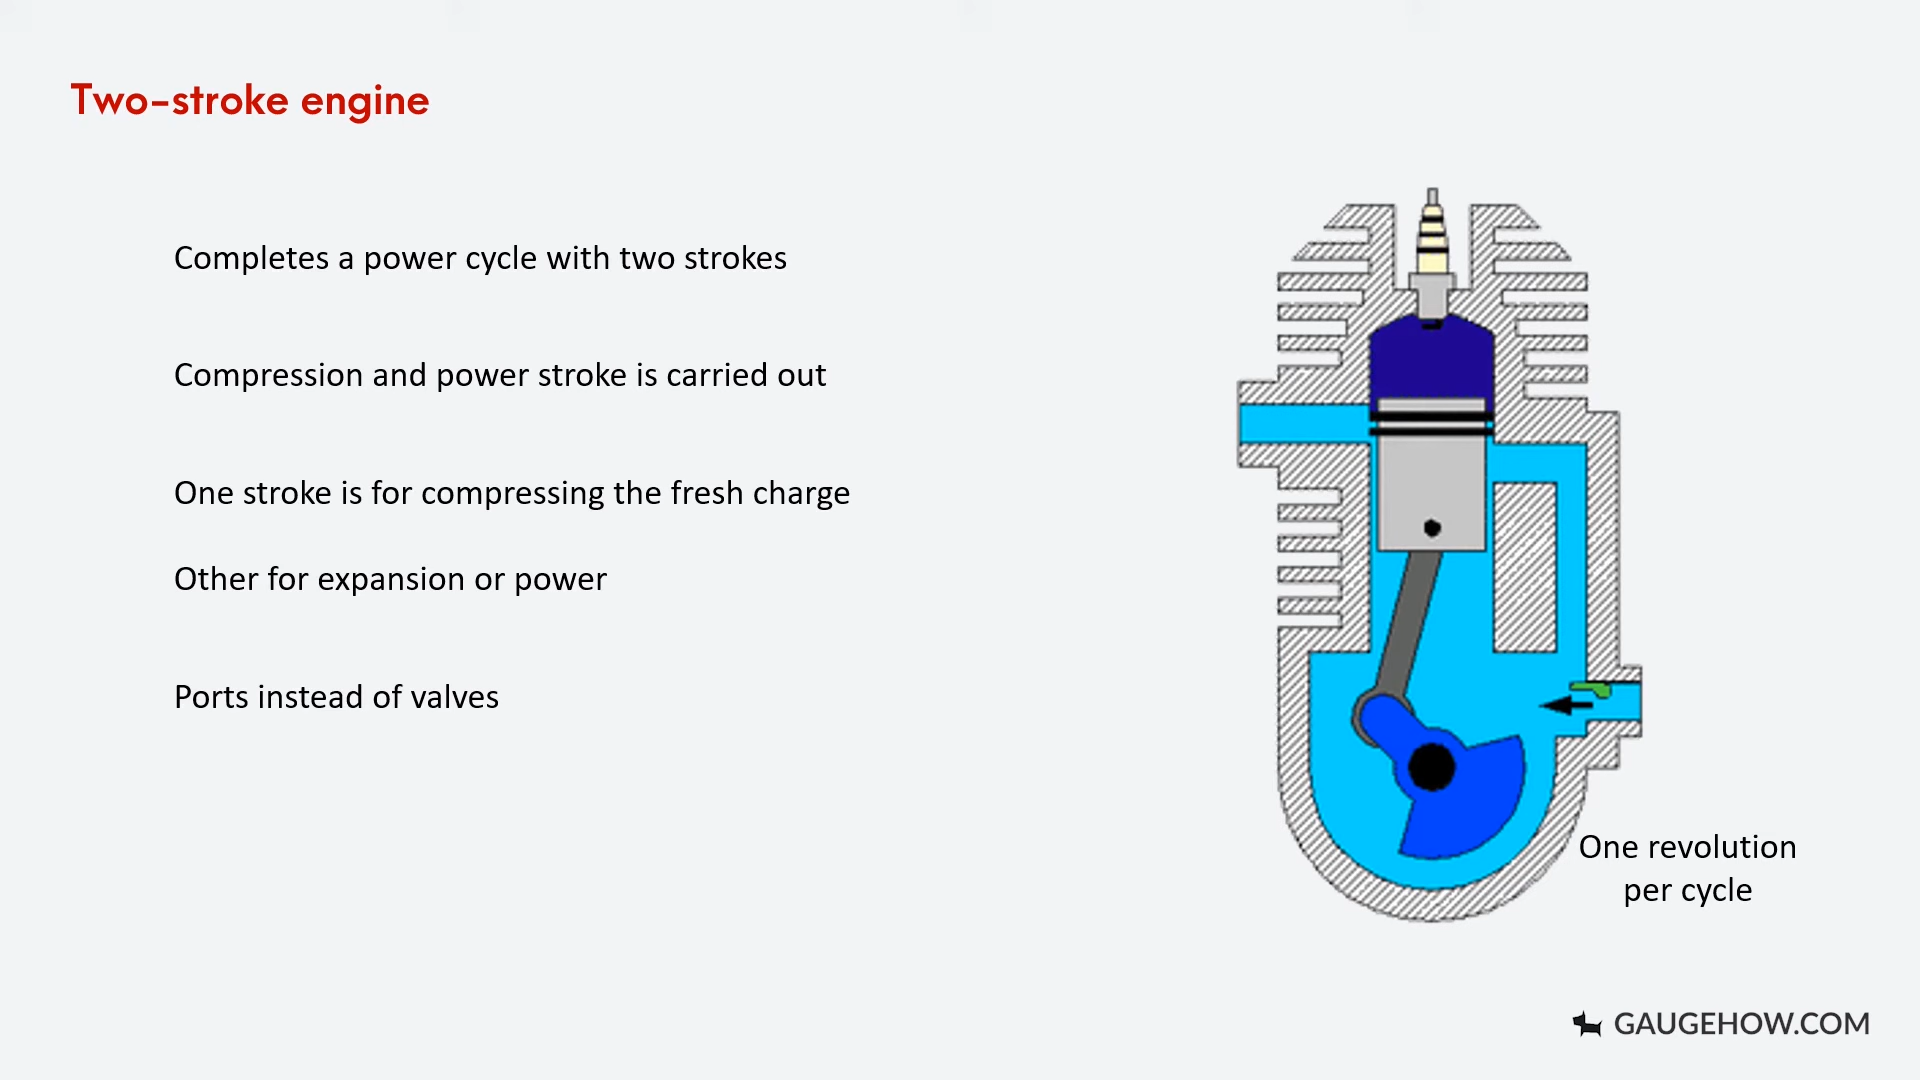 Two-stroke engine
Completes a power cycle with two strokes
Compression and power stroke is carried out
One stroke is for compressing the fresh charge
Other for expansion or power
Ports instead of valves
One revolution
per cycle
GAUGEHOW.COM